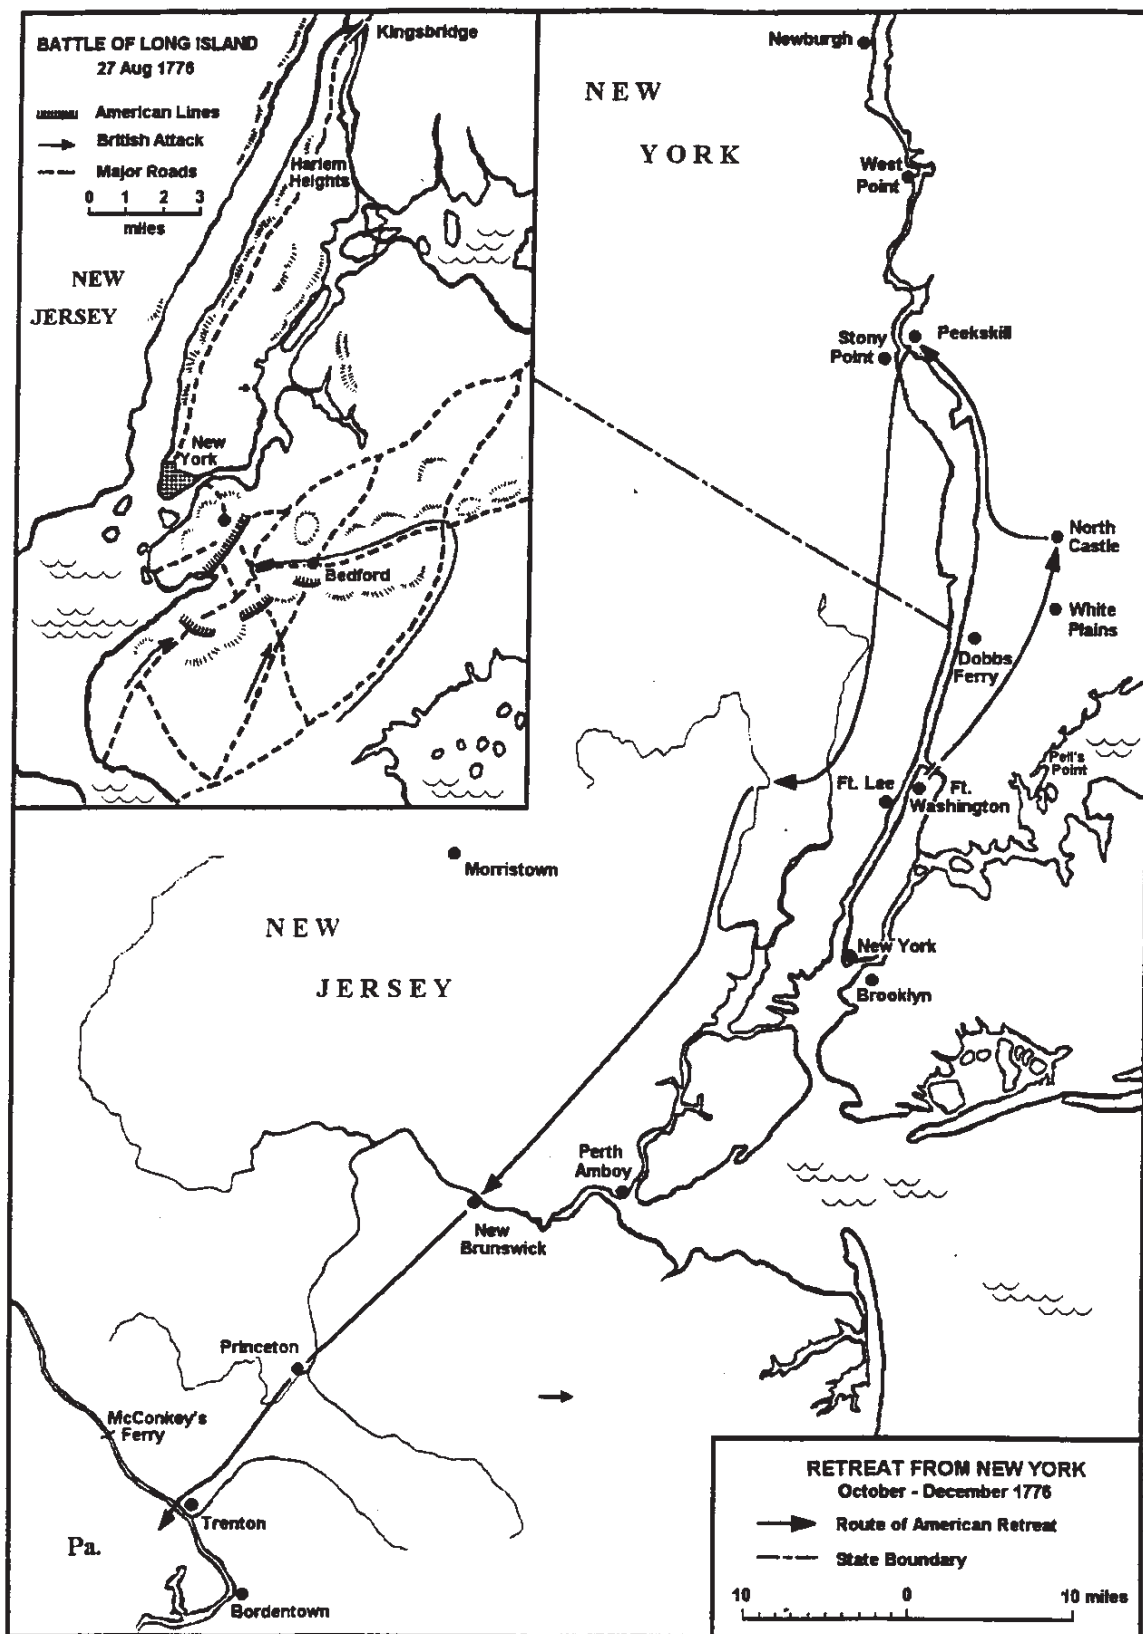 BATTLE OF LONG ISLAND
27 Aug 1776
American Lines
British Attack
Major Roads
0 1 2 3
miles
Kingsbridge
Harlem
Heights
NEW
JERSEY
New
York
Bedford
NEW
YORK
Newburgh
West
Point
Stony
Point
Peekskill
North
Castle
White
Plains
Dobbs
Ferry
Pell's
Point
Ft. Lee
Ft.
Washington
Morristown
NEW
JERSEY
New York
Brooklyn
Perth
Amboy
New
Brunswick
Princeton
McConkey's
Ferry
Trenton
Pa.
Bordentown
RETREAT FROM NEW YORK
October - December 1776
Route of American Retreat
State Boundary
10 0 10 miles